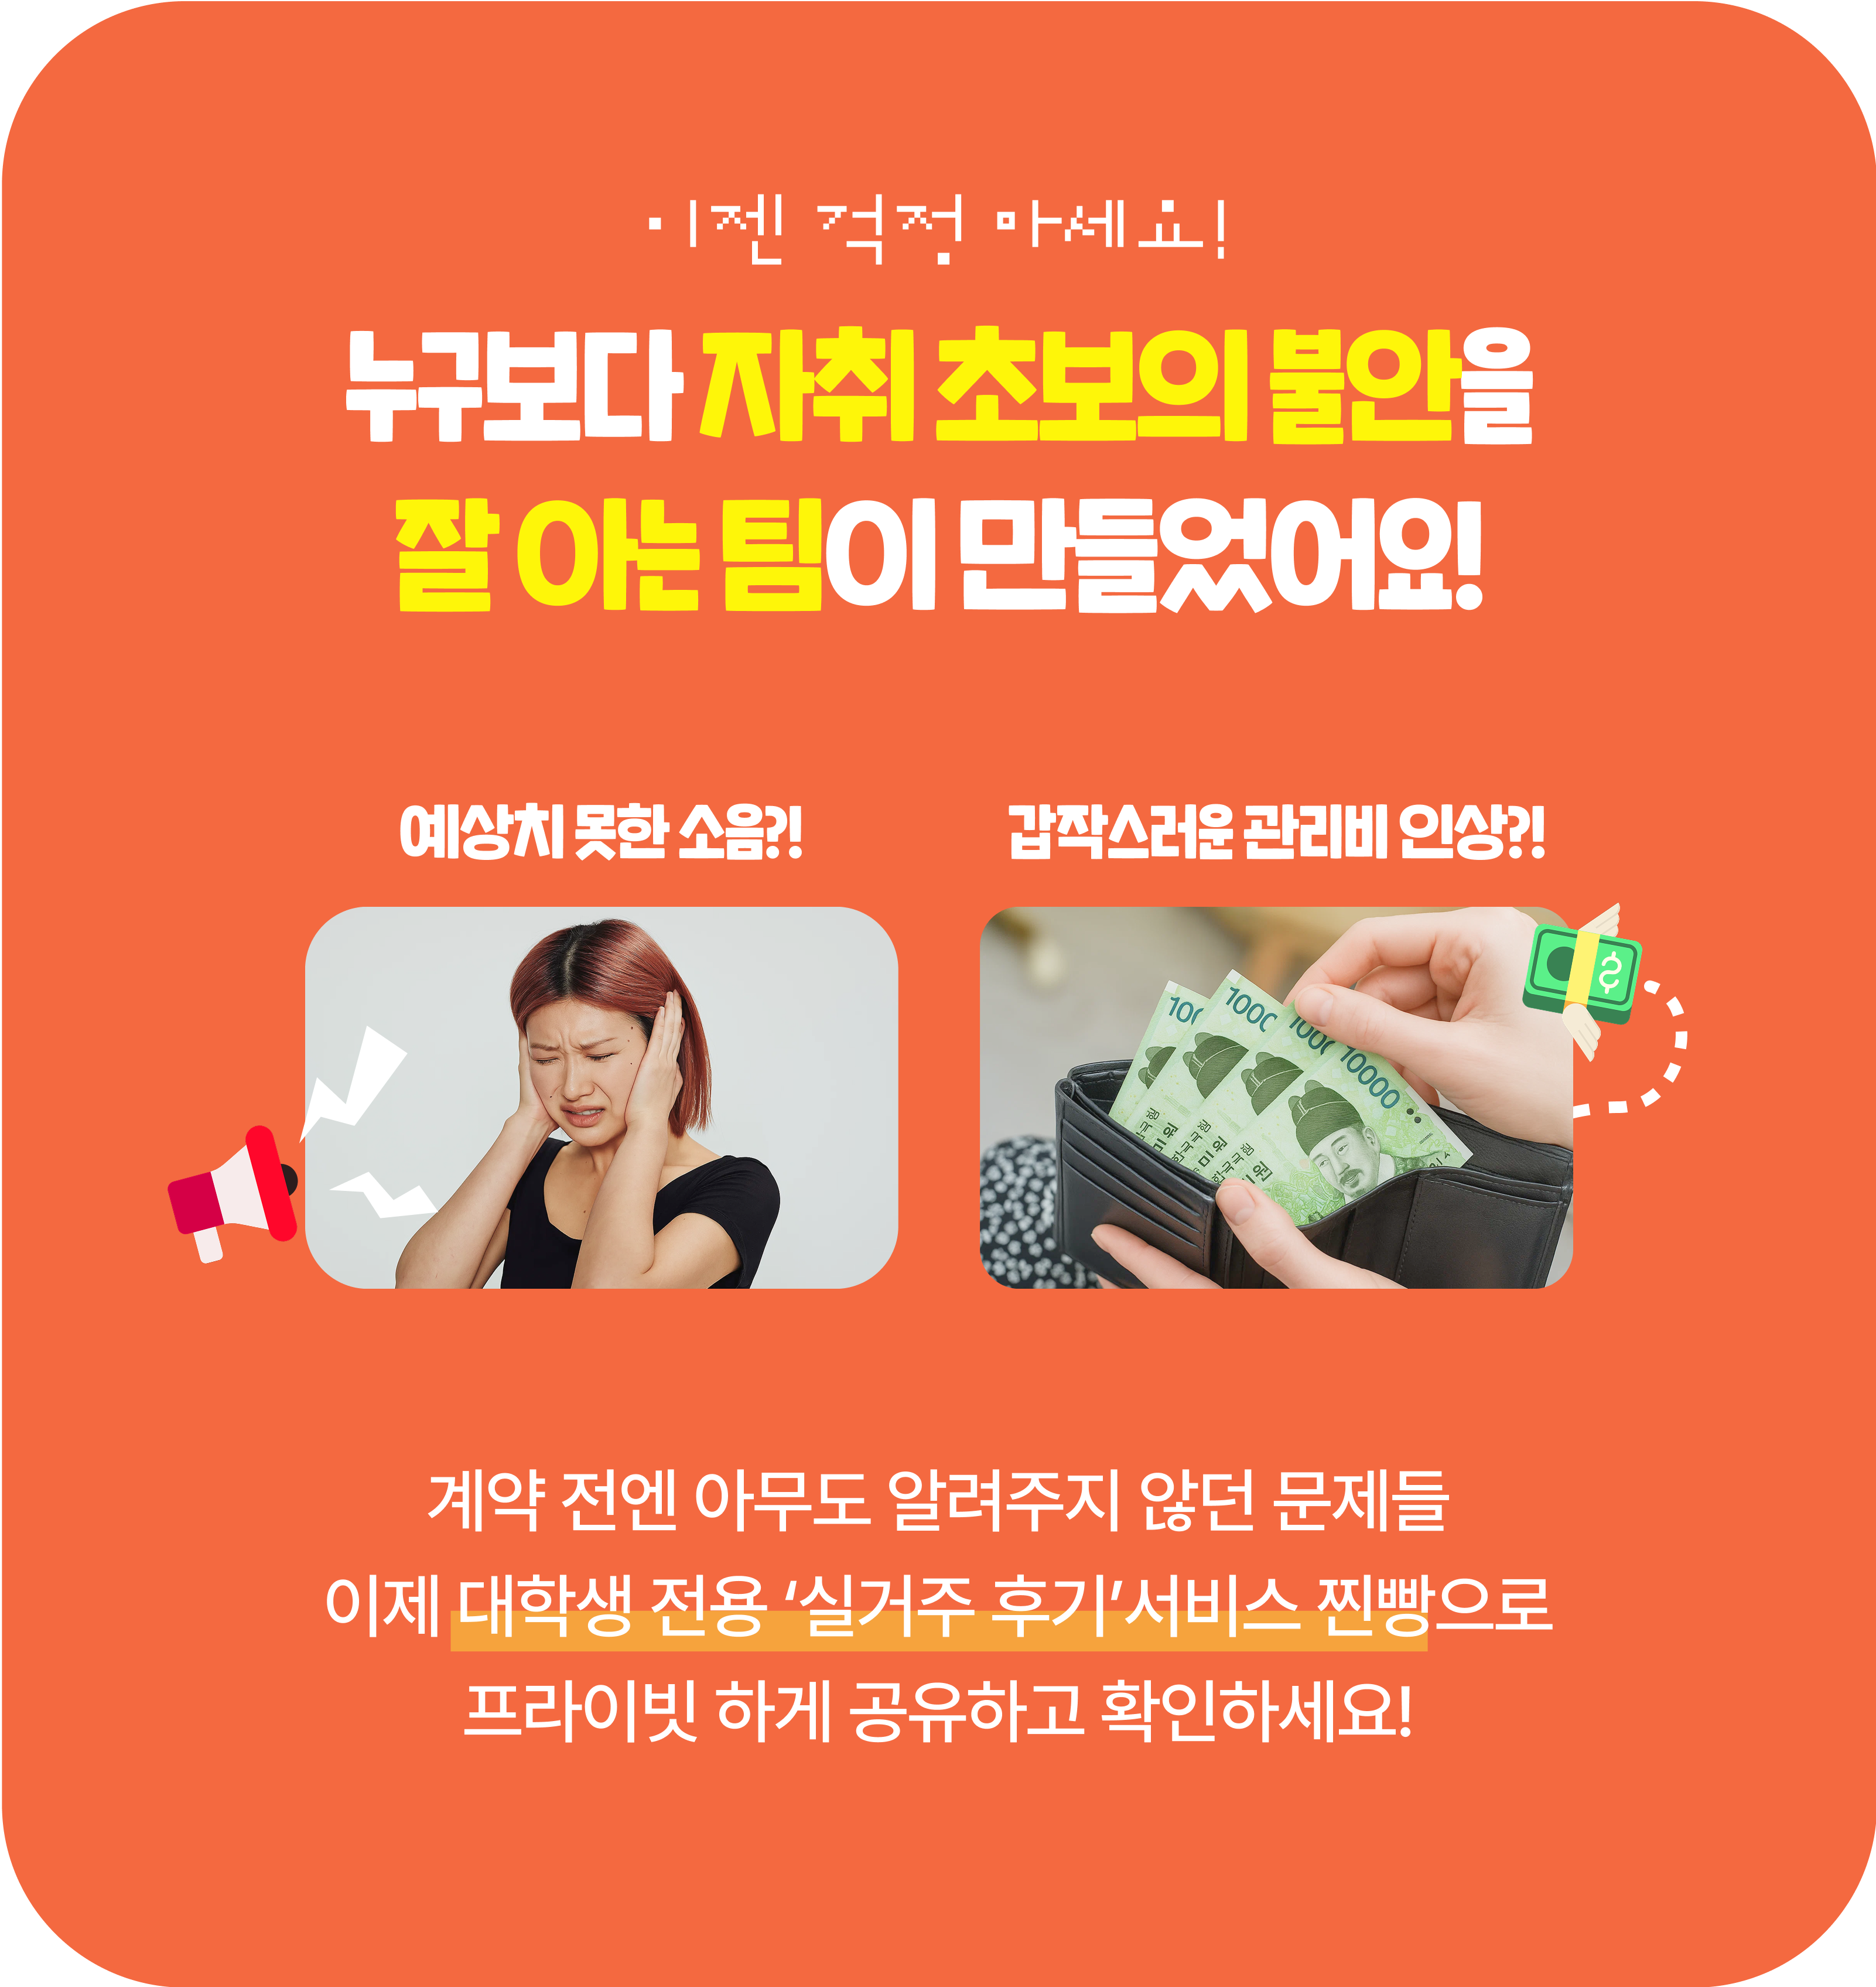 이젠 걱정 마세요!
누구보다 자취 초보의 불안을
잘 아는 팀이 만들었어요!
예상치 못한 소음?!
갑작스러운 관리비 인상?!
10000
계약 전엔 아무도 알려주지 않던 문제들
이제 대학생 전용 ‘실거주 후기’서비스 찐빵으로
프라이빗 하게 공유하고 확인하세요!